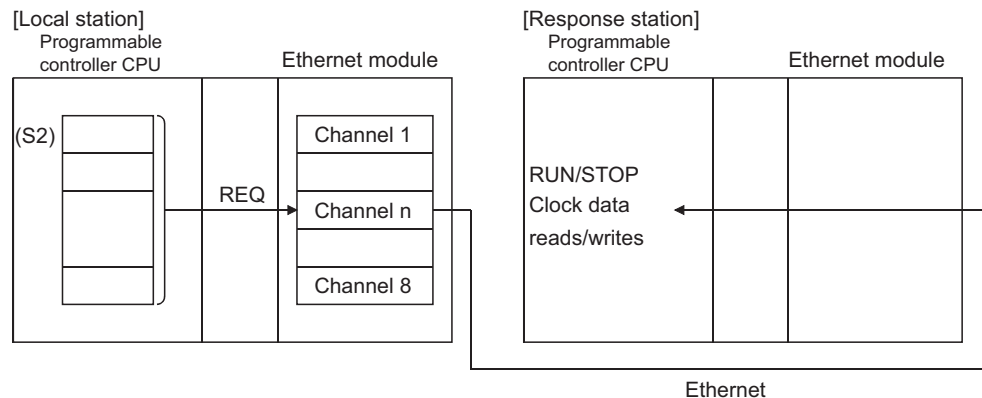 [Local station]
Programmable
controller CPU
Ethernet module
(S2)
REQ
Channel 1
Channel n
Channel 8
[Response station]
Programmable
controller CPU
Ethernet module
RUN/STOP
Clock data
reads/writes
Ethernet